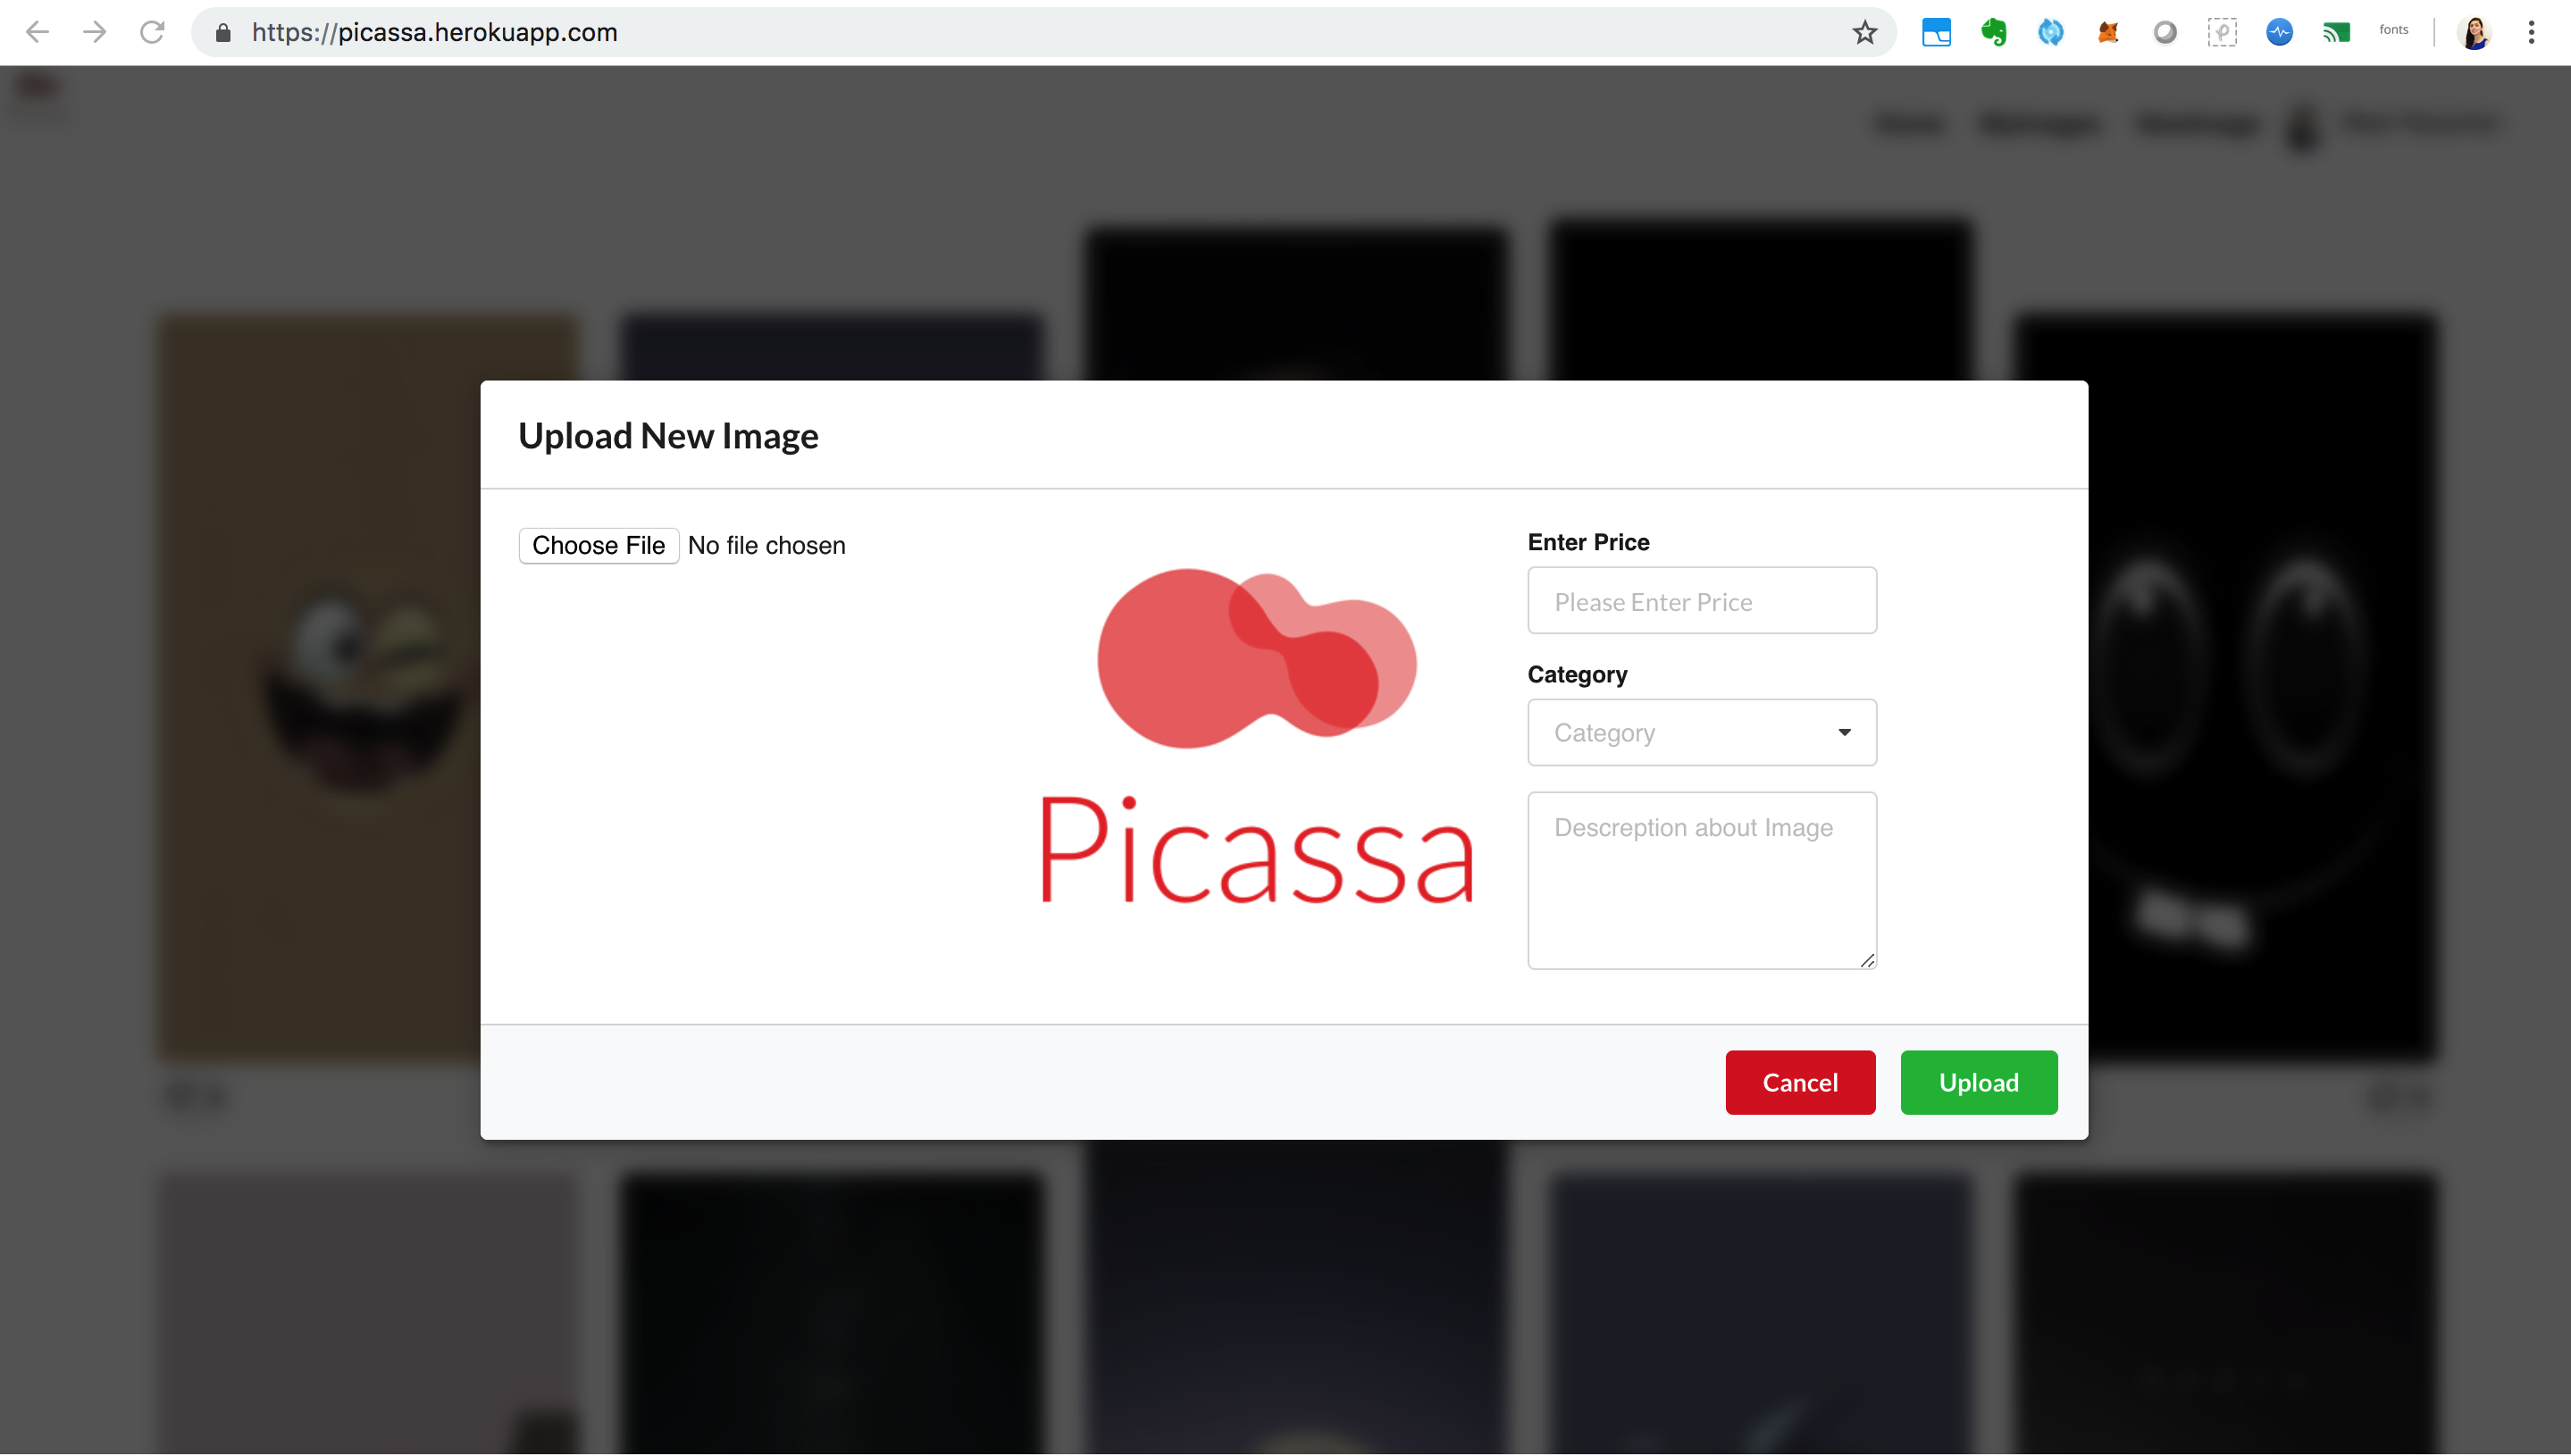 https://picassa.herokuapp.com
fonts
Upload New Image
Choose File No file chosen
Picassa
Enter Price
Please Enter Price
Category
Category
Descreption about Image
Cancel
Upload